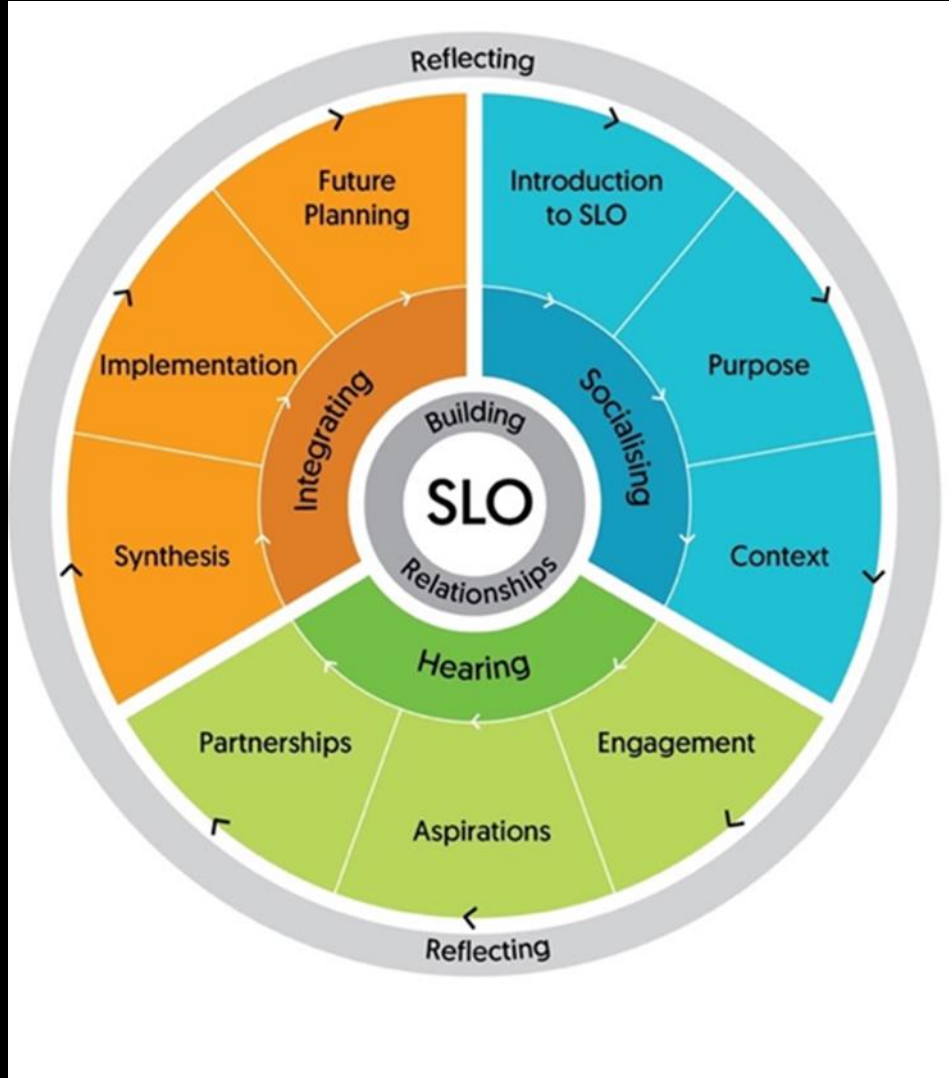 Reflecting
Future
Planning
Introduction
to SLO
Implementation
Purpose
Integrating
Socialising
Building
SLO
Relationships
Synthesis
Context
Hearing
Partnerships
Engagement
Aspirations
Reflecting